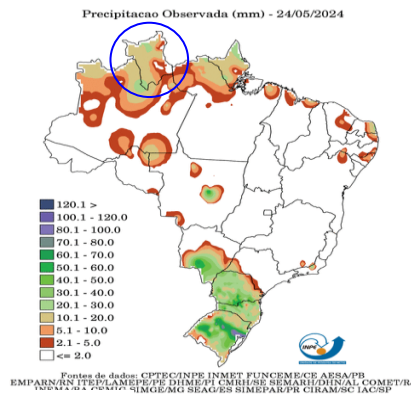 Precipitacao Observada (mm) - 24/05/2024
120.1 >
100.1 - 120.0
80.1 - 100.0
70.1 - 80.0
60.1 - 70.0
50.1 - 60.0
40.1 - 50.0
30.1 - 40.0
20.1 - 30.0
10.1 - 20.0
5.1 - 10.0
2.1 - 5.0
<= 2.0
INPE
Fontes de dados: CPTEC/INPE INMET FUNCEME/CE AESA/PB
EMPARN/RN ITEP/LAMEPE/PE DHME/PI CMRH/SE SEMARH/DHN/AL COMET/R
INEMA/BA CEMIG SIMGE/MG SEAG/ES SIMEPAR/PR CIRAM/SC IAC/SP